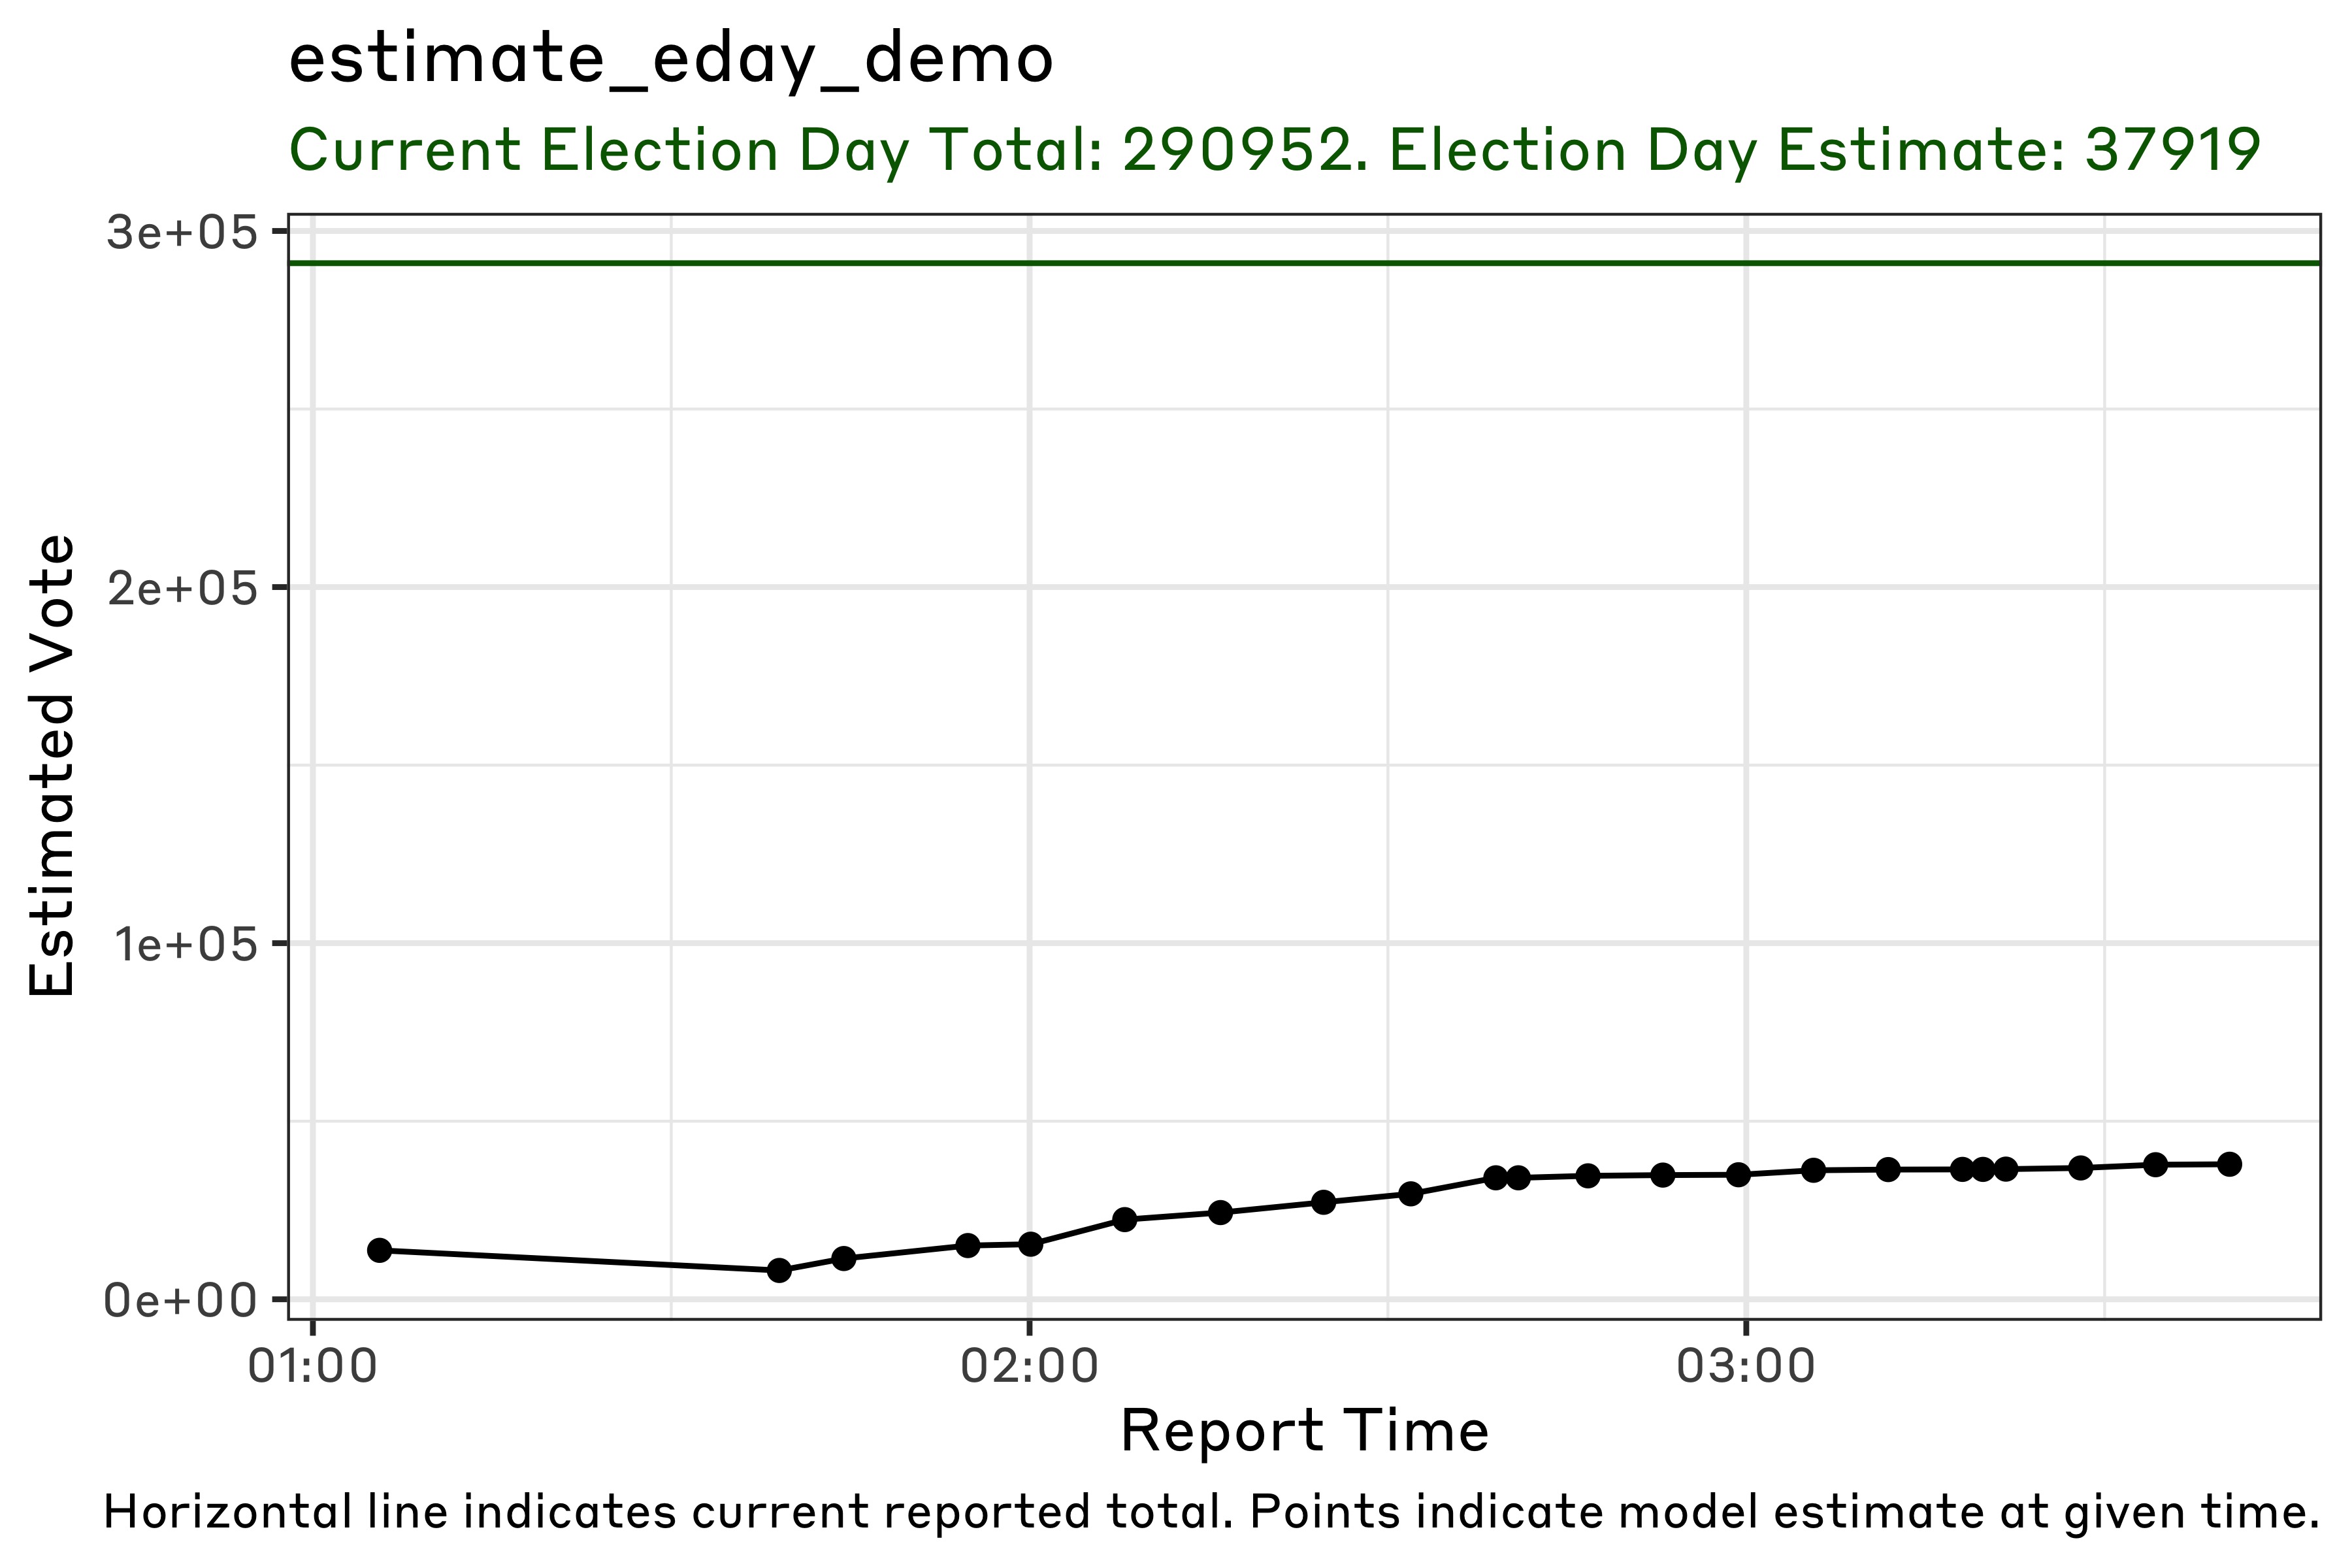 estimate_eday_demo
Current Election Day Total: 290952. Election Day Estimate: 37919
3e+05
2e+05
1e+05
0e+00
Estimated Vote
01:00 02:00 03:00
Report Time
Horizontal line indicates current reported total. Points indicate model estimate at given time.